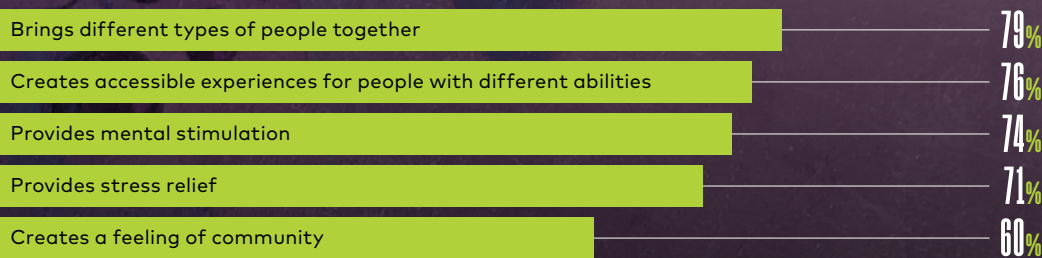 Brings different types of people together 79%
Creates accessible experiences for people with different abilities 76%
Provides mental stimulation 74%
Provides stress relief 71%
Creates a feeling of community 60%